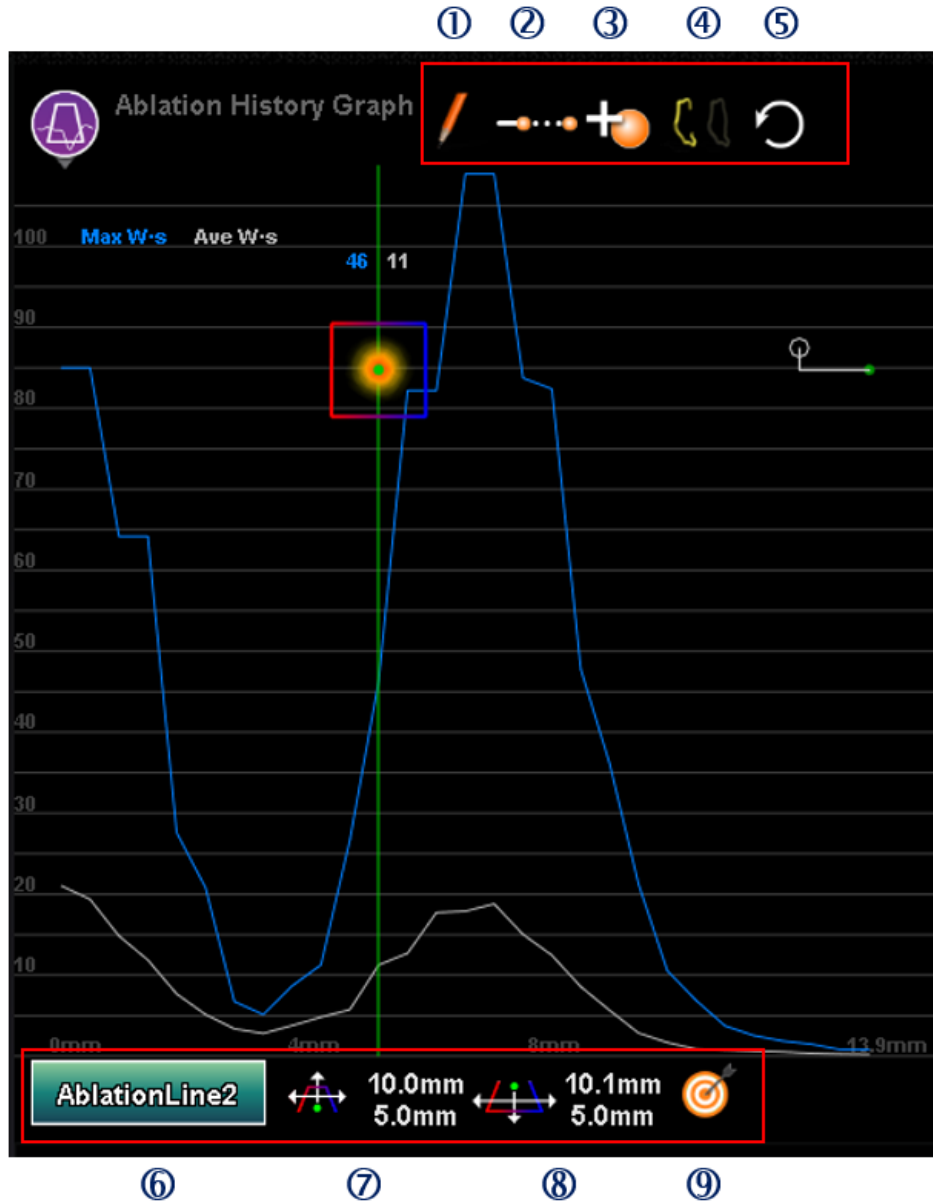 ① ② ③ ④ ⑤
Ablation History Graph
100 Max W·s Ave W·s
46 11
90
80
70
60
50
40
30
20
10
0mm 4mm 8mm 13.9mm
AblationLine2 10.0mm 10.1mm
5.0mm 5.0mm
⑥ ⑦ ⑧ ⑨